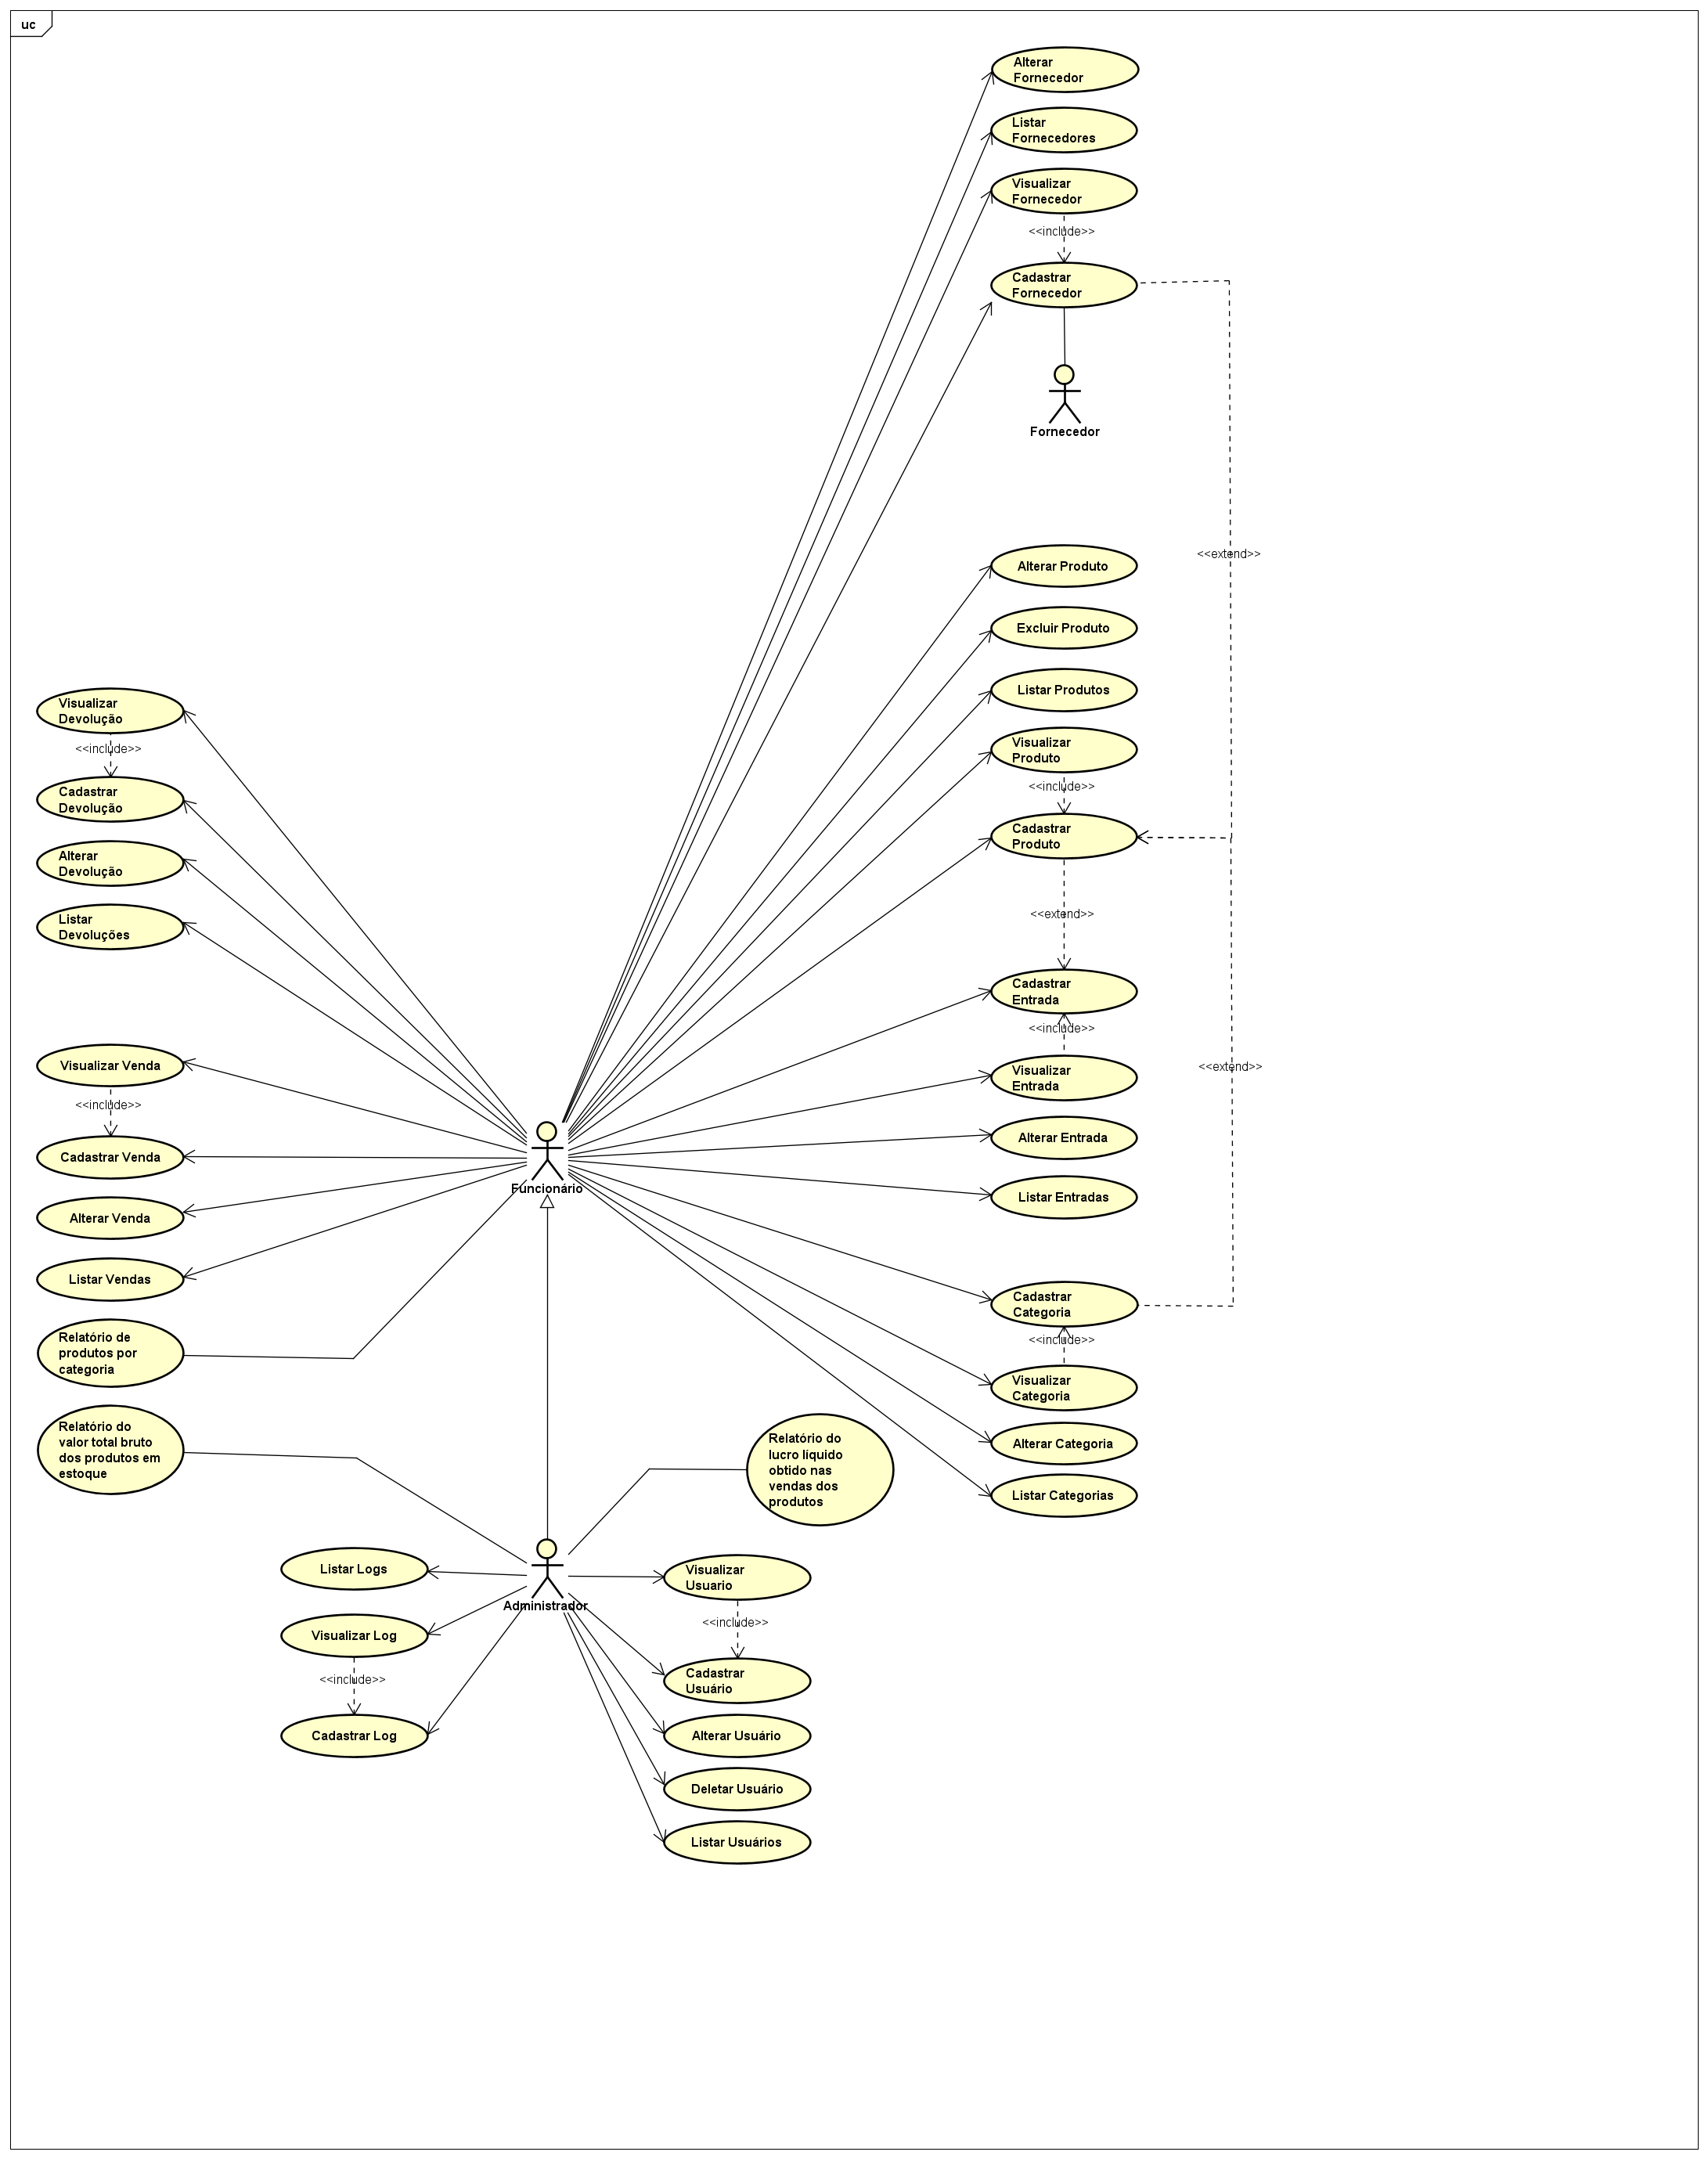 uc
Alterar
Fornecedor
Listar
Fornecedores
Visualizar
Fornecedor
<<include>>
Cadastrar
Fornecedor
Fornecedor
<<extend>>
Alterar Produto
Excluir Produto
Listar Produtos
Visualizar
Produto
<<include>>
Cadastrar
Produto
<<extend>>
Cadastrar
Entrada
<<include>>
Visualizar
Entrada
<<extend>>
Alterar Entrada
Listar Entradas
Cadastrar
Categoria
<<include>>
Visualizar
Categoria
Alterar Categoria
Listar Categorias
Visualizar
Devolução
<<include>>
Cadastrar
Devolução
Alterar
Devolução
Listar
Devoluções
Visualizar Venda
<<include>>
Cadastrar Venda
Alterar Venda
Listar Vendas
Relatório de
produtos por
categoria
Relatório do
valor total bruto
dos produtos em
estoque
Funcionário
Relatório do
lucro líquido
obtido nas
vendas dos
produtos
Administrador
Listar Logs
Visualizar Log
<<include>>
Cadastrar Log
Visualizar
Usuario
<<include>>
Cadastrar
Usuário
Alterar Usuário
Deletar Usuário
Listar Usuários